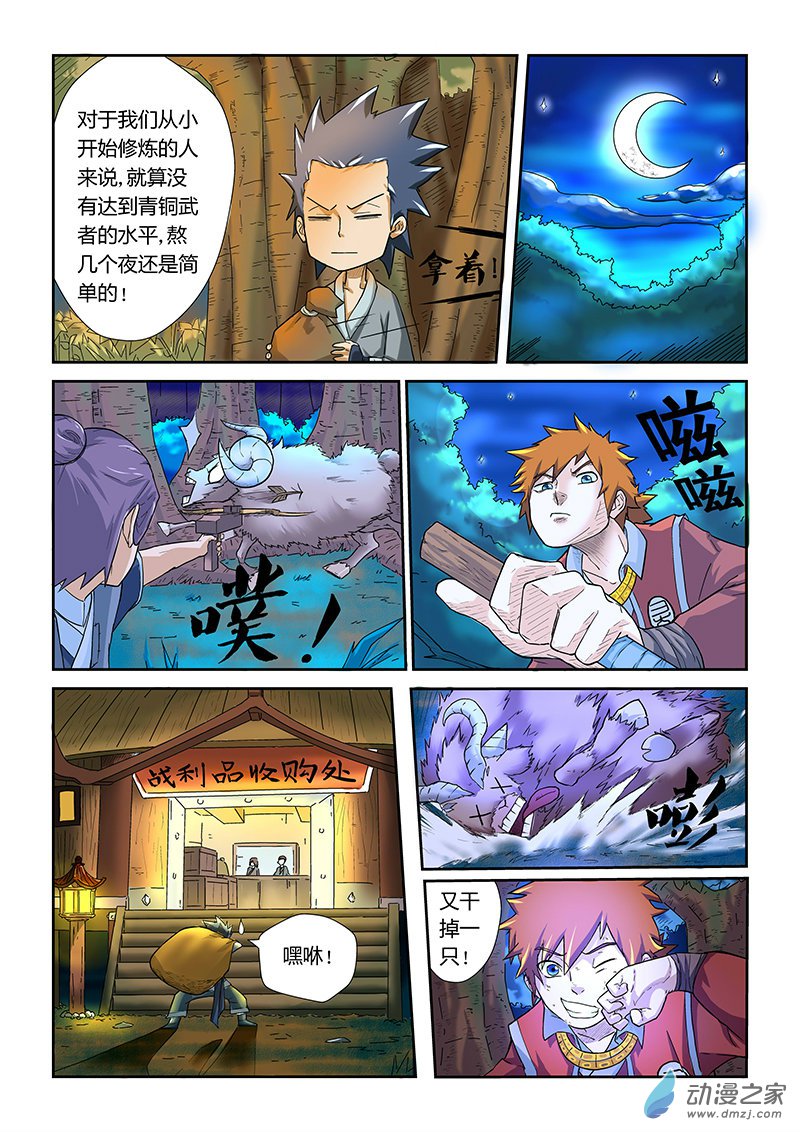 对于我们从小
开始修炼的人
来说，就算没
有达到青铜武
者的水平，熬
几个夜还是简
单的！
拿着！
噗！
嗞
嗞
战利品收购处
嘿咻！
嘭
又干
掉一
只！
动漫之家
www.dmzj.com